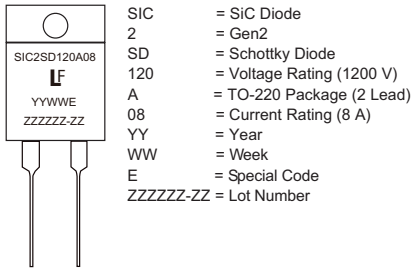 SIC2SD120A08
LF
YYWWE
ZZZZZZ-ZZ
SIC = SiC Diode
2 = Gen2
SD = Schottky Diode
120 = Voltage Rating (1200 V)
A = TO-220 Package (2 Lead)
08 = Current Rating (8 A)
YY = Year
WW = Week
E = Special Code
ZZZZZZ-ZZ = Lot Number